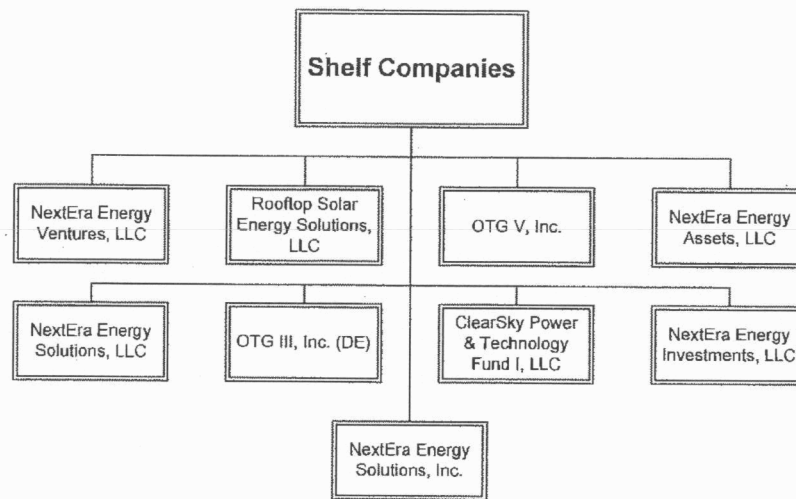 Shelf Companies
NextEra Energy
Ventures, LLC
Rooftop Solar
Energy Solutions,
LLC
OTG V, Inc.
NextEra Energy
Assets, LLC
NextEra Energy
Solutions, LLC
OTG III, Inc. (DE)
ClearSky Power
& Technology
Fund I, LLC
NextEra Energy
Investments, LLC
NextEra Energy
Solutions, Inc.